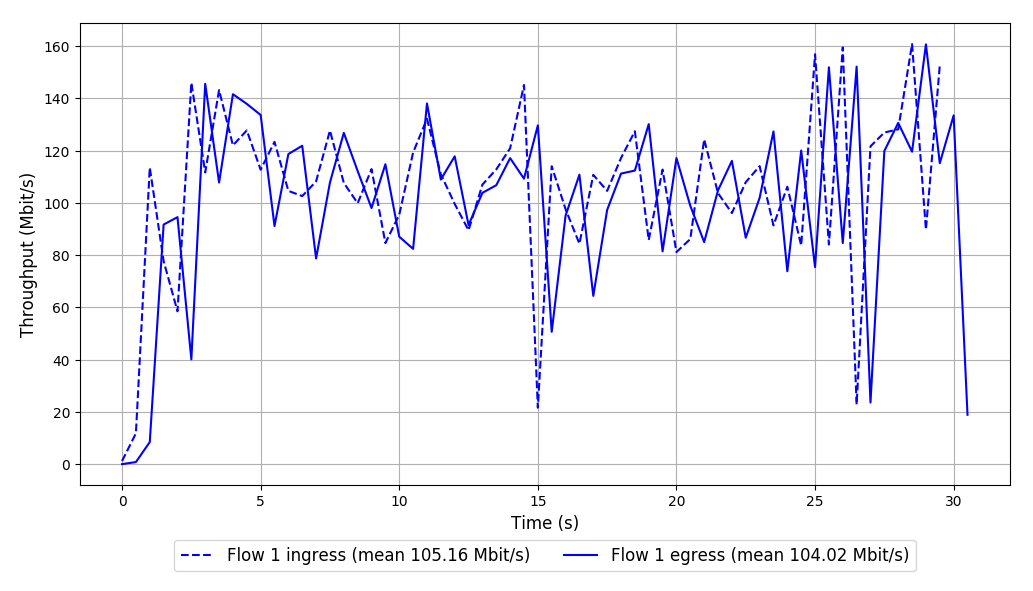 Throughput (Mbit/s)
160
140
120
100
80
60
40
20
0
0 5 10 15 20 25 30
Time (s)
Flow 1 ingress (mean 105.16 Mbit/s) Flow 1 egress (mean 104.02 Mbit/s)